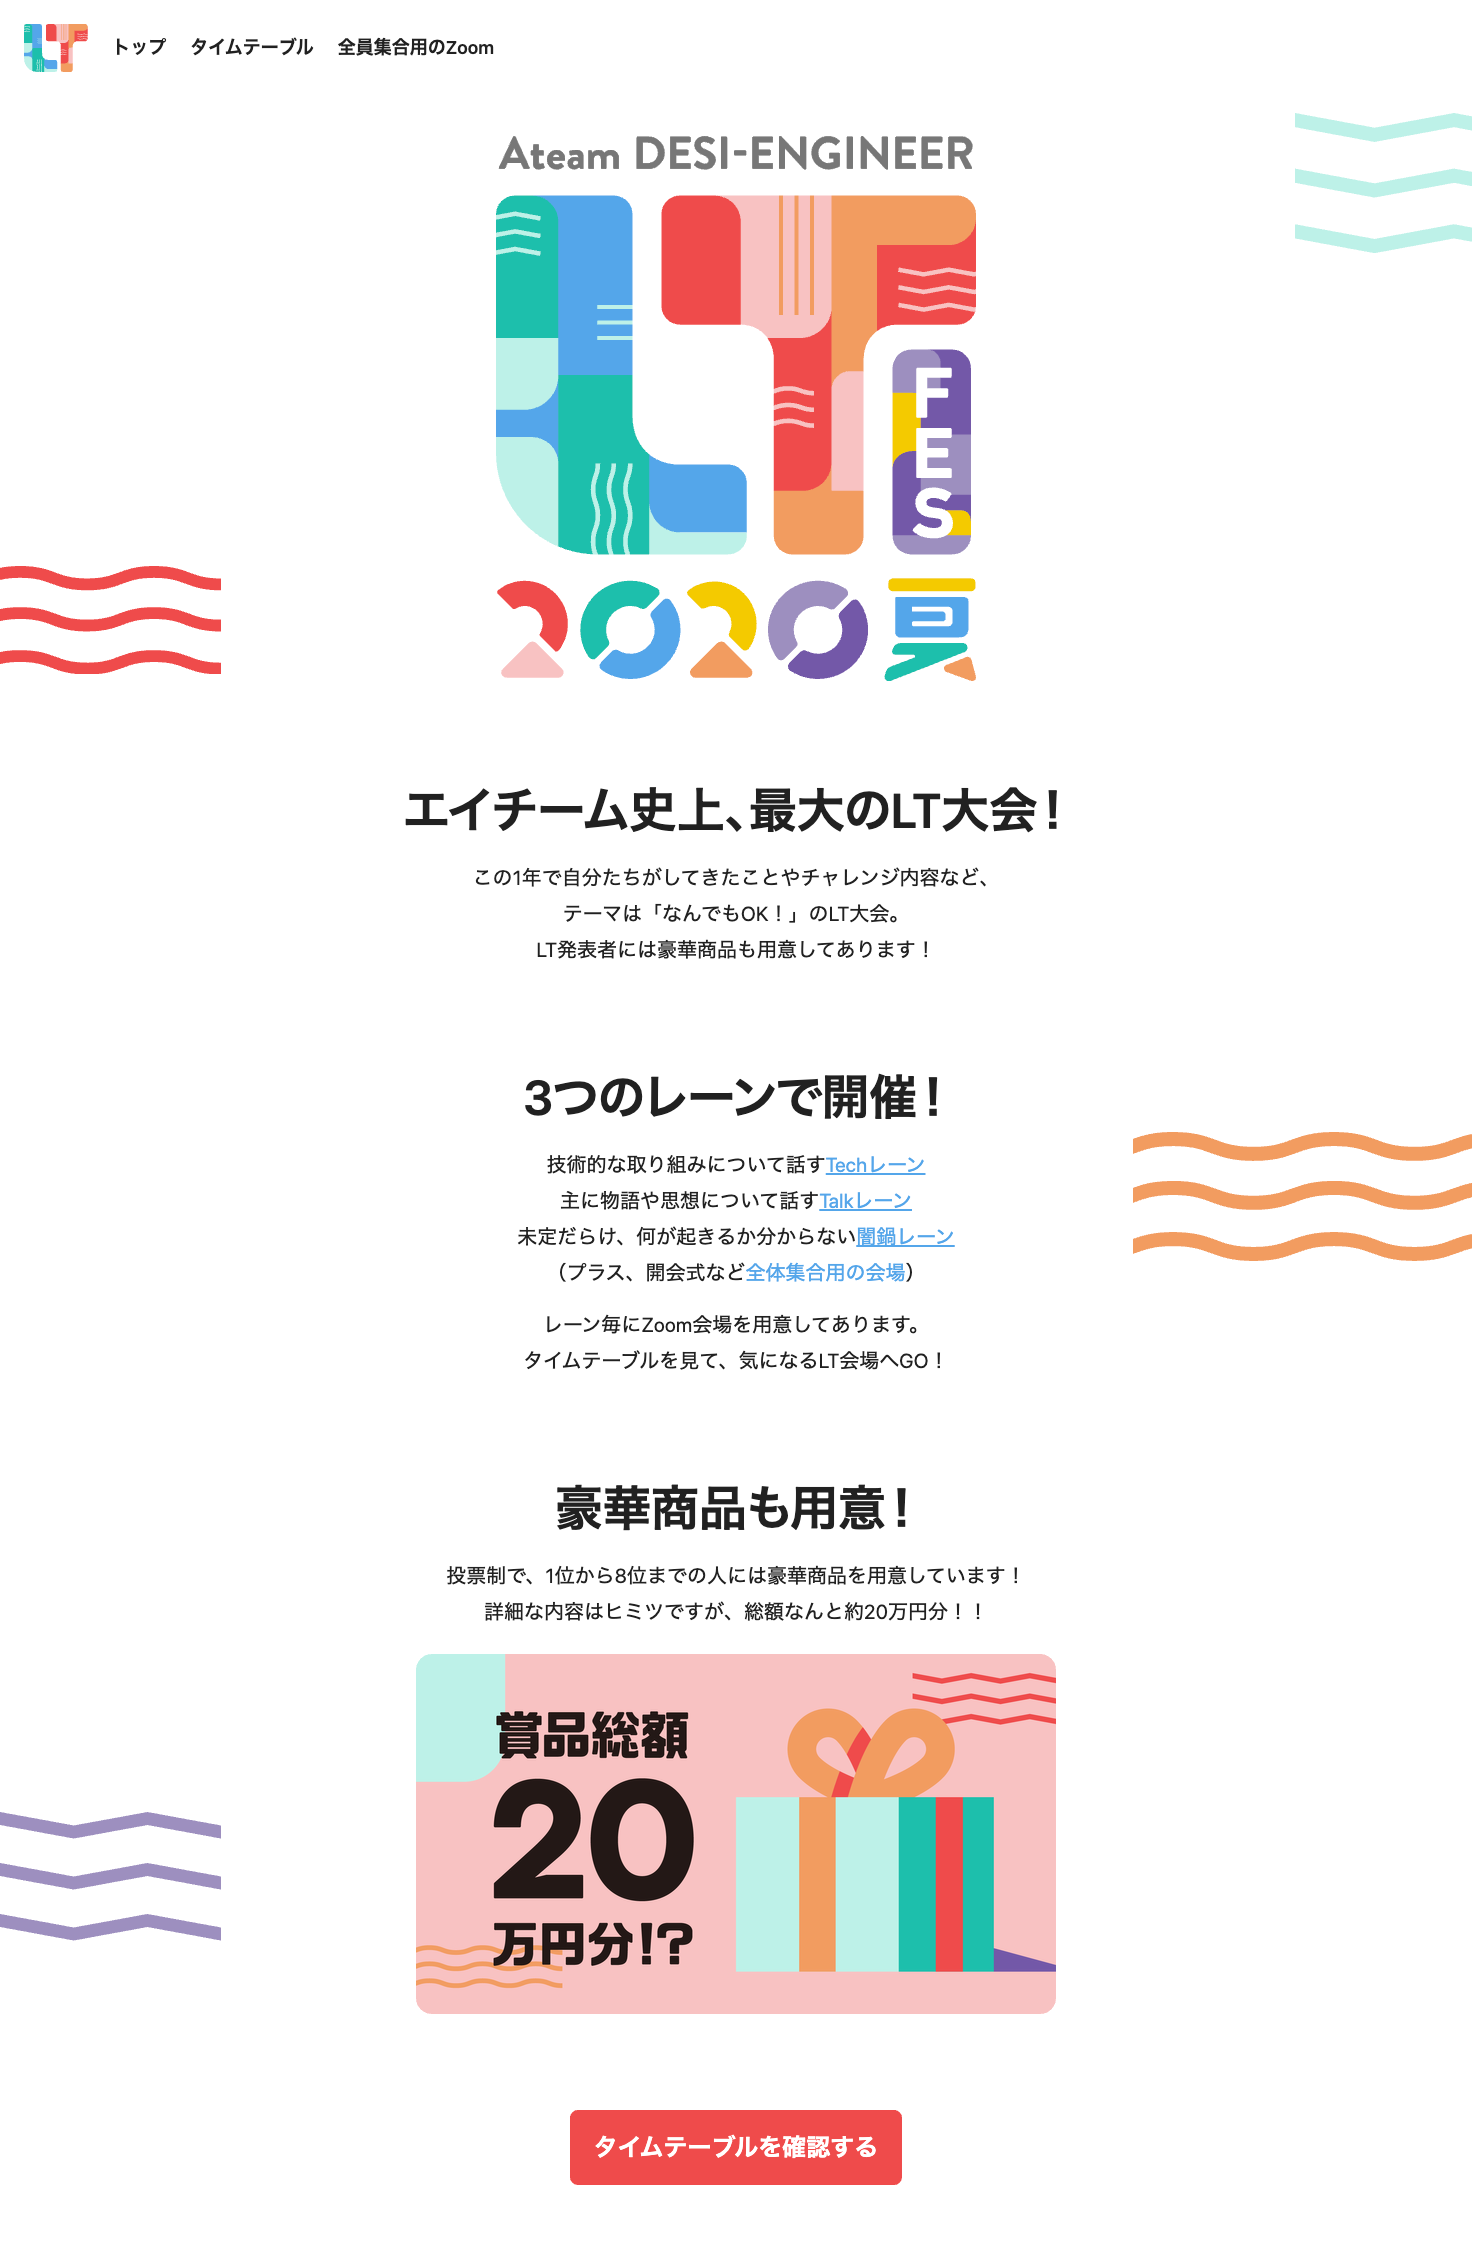 LT
トップ タイムテーブル 全員集合用のZoom
Ateam DESI-ENGINEER
LT
FES
2020夏
エイチーム史上、最大のLT大会！
この1年で自分たちがしてきたことやチャレンジ内容など、
テーマは「なんでもOK！」のLT大会。
LT発表者には豪華商品も用意してあります！
3つのレーンで開催！
技術的な取り組みについて話すTechレーン
主に物語や思想について話すTalkレーン
未定だらけ、何が起きるか分からない闇鍋レーン
（プラス、開会式など全体集合用の会場）
レーン毎にZoom会場を用意してあります。
タイムテーブルを見て、気になるLT会場へGO！
豪華商品も用意！
投票制で、1位から8位までの人には豪華商品を用意しています！
詳細な内容はヒミツですが、総額なんと約20万円分！！
賞品総額
20
万円分!?
タイムテーブルを確認する